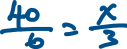 40/6 = x/3